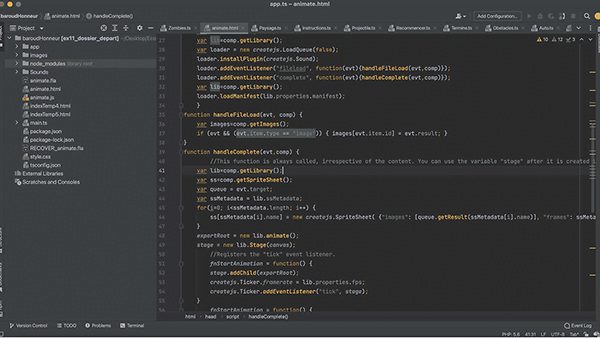 app.ts – animate.html
baroudHonneur
animate.html
handleComplete()
Add Configuration...
Project
Zombies.ts
animate.html
Paysage.ts
Instructions.ts
Projectile.ts
Recommencer.ts
Termine.ts
Obstacles.ts
baroudHonneur [ex11_dossier_depart]
app
images
node_modules library root
Sounds
animate.fla
animate.html
animate.js
indexTemp4.html
indexTemp5.html
main.ts
package.json
package-lock.json
RECOVER_animate.fla
style.css
tsconfig.json
External Libraries
Scratches and Consoles
var lib=comp.getLibrary();
var loader = new createjs.LoadQueue(false);
loader.installPlugin(createjs.Sound);
loader.addEventListener("fileload", function(evt){handleFileLoad(evt,comp)});
loader.addEventListener("complete", function(evt){handleComplete(evt,comp)});
var lib=comp.getLibrary();
loader.loadManifest(lib.properties.manifest);
}
function handleFileLoad(evt, comp) {
var images=comp.getImages();
if (evt && (evt.item.type == "image")) { images[evt.item.id] = evt.result; }
}
function handleComplete(evt,comp) {
//This function is always called, irrespective of the content. You can use the variable "stage" after it is created i
var lib=comp.getLibrary();
var ss=comp.getSpriteSheet();
var queue = evt.target;
var ssMetadata = lib.ssMetadata;
for(i=0; i<ssMetadata.length; i++) {
ss[ssMetadata[i].name] = new createjs.SpriteSheet( {"images": [queue.getResult(ssMetadata[i].name)], "frames": ssMeta
}
exportRoot = new lib.animate();
stage = new lib.Stage(canvas);
//Registers the "tick" event listener.
fnStartAnimation = function() {
stage.addChild(exportRoot);
createjs.Ticker.framerate = lib.properties.fps;
createjs.Ticker.addEventListener("tick", stage);
}
fnStartAnimation = function() {
html
head
script
handleComplete()
Version Control
TODO
Problems
Terminal
Event Log
PHP: 5.6
41:31
LF
UTF-8
Tab*